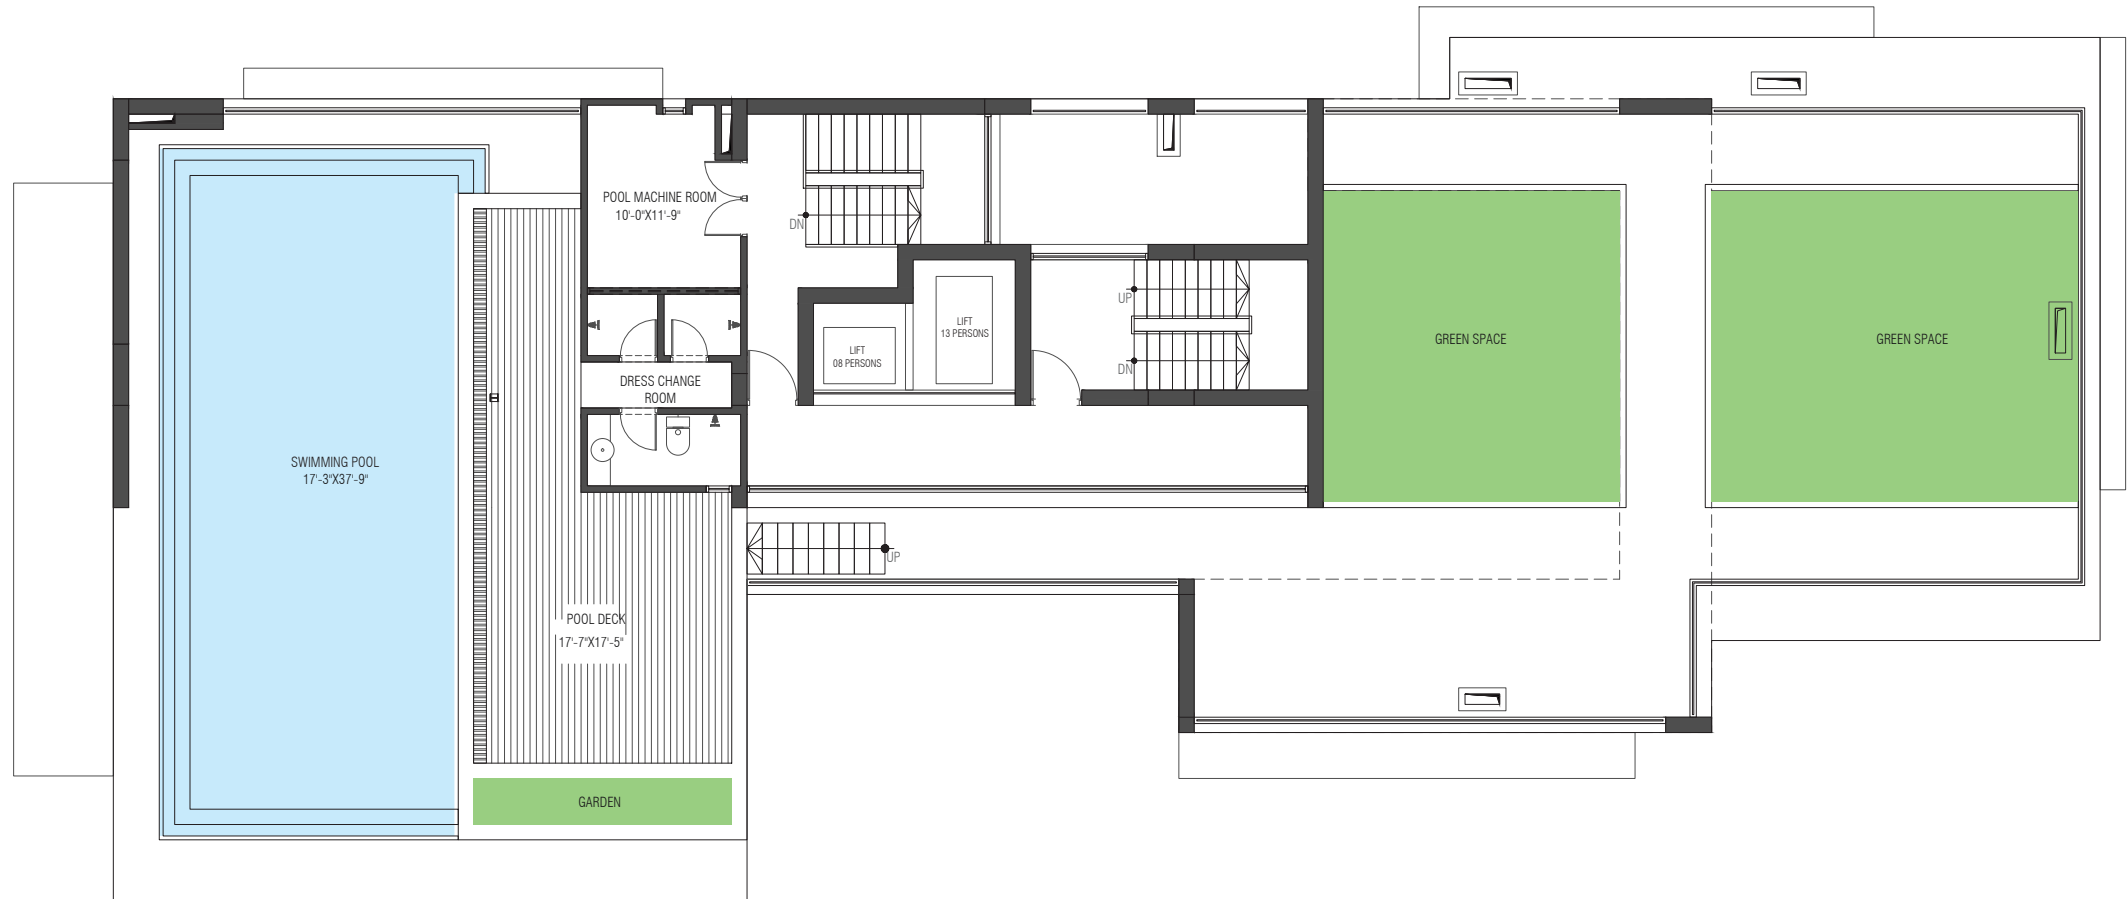 POOL MACHINE ROOM
10'-0"X11'-9"
DN
LIFT
13 PERSONS
LIFT
08 PERSONS
UP
DN
DRESS CHANGE
ROOM
SWIMMING POOL
17'-3"X37'-9"
UP
POOL DECK
17'-7"X17'-5"
GARDEN
GREEN SPACE
GREEN SPACE